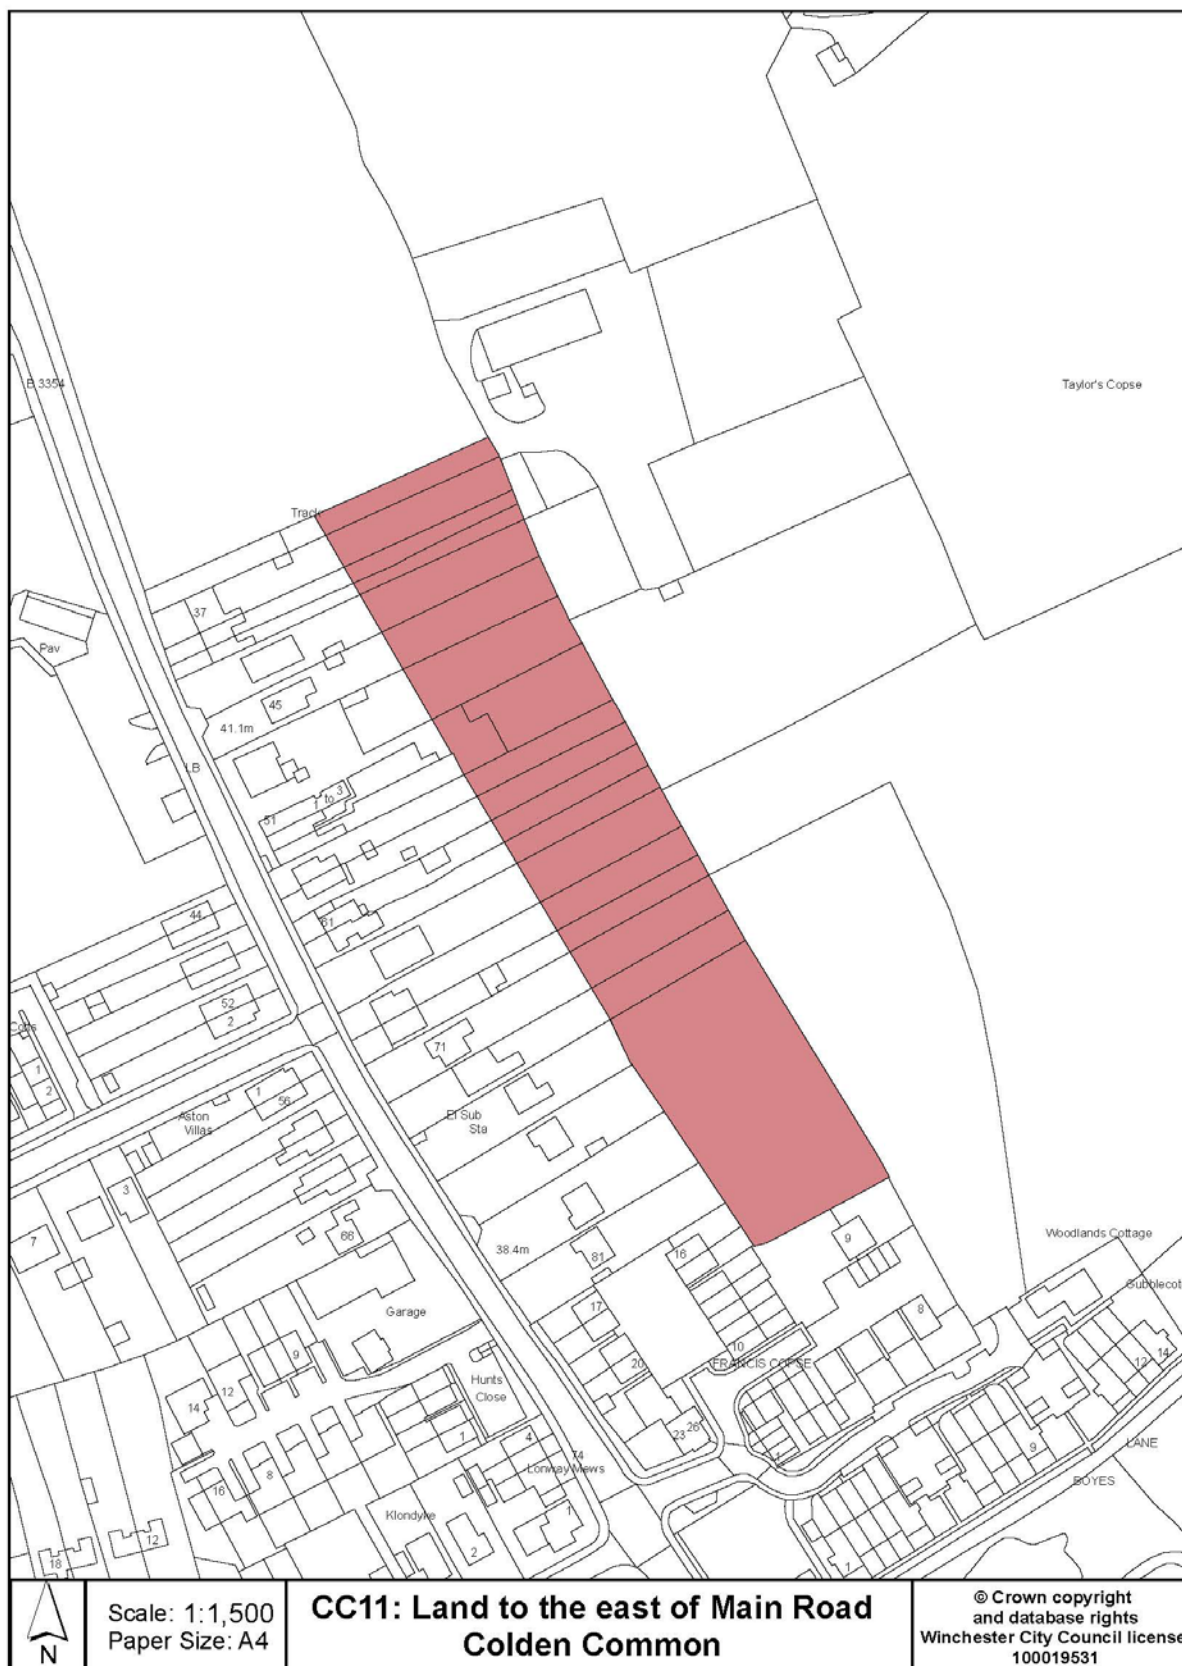 Taylor's Copse
B 3354
Track
37
Pav
45
41.1m
LB
1 to 3
51
61
44
52
2
1
2
71
1
56
Aston
Villas
El Sub
Sta
3
7
66
38.4m
81
16
9
Woodlands Cottage
Garage
17
8
10
FRANCIS COPSE
20
9
12
14
Hunts
Close
14
12
23
26
1
9
LANE
1
4
74
Lonway Mews
8
16
BOYES
Klondyke
1
2
12
18
1
N
Scale: 1:1,500
Paper Size: A4
CC11: Land to the east of Main Road
Colden Common
© Crown copyright
and database rights
Winchester City Council license
100019531